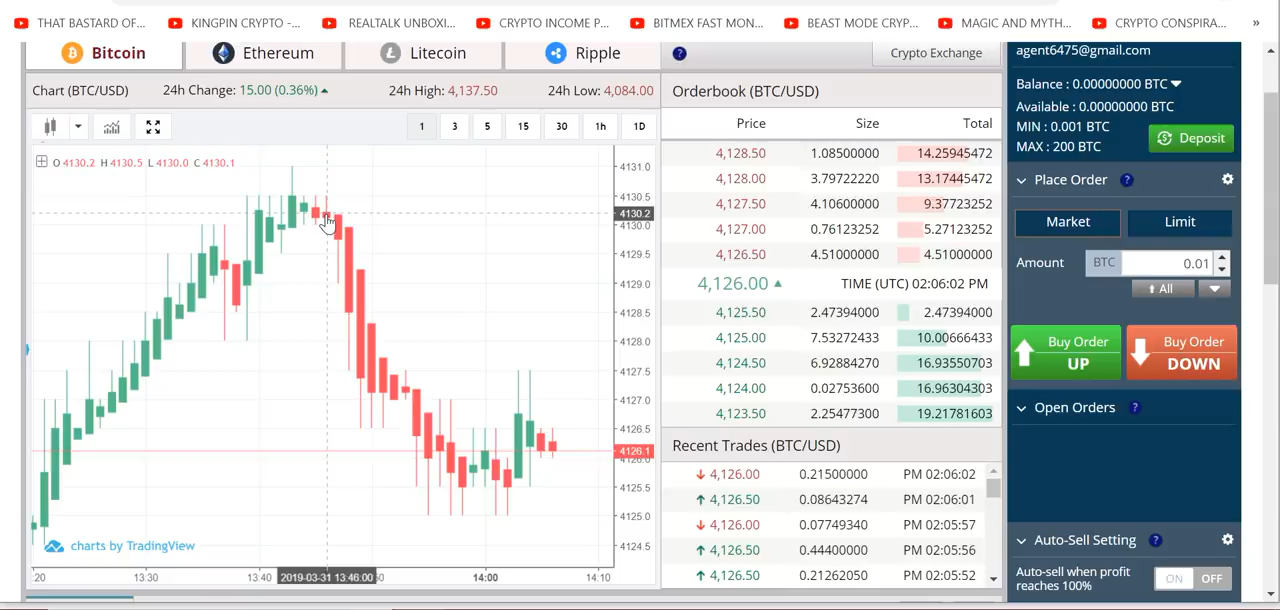 THAT BASTARD OF... KINGPIN CRYPTO -... REALTALK UNBOXI... CRYPTO INCOME P... BITMEX FAST MON... BEAST MODE CRYP... MAGIC AND MYTH... CRYPTO CONSPIRA... »
Bitcoin Ethereum Litecoin Ripple ? Crypto Exchange
agent6475@gmail.com
Chart (BTC/USD) 24h Change: 15.00 (0.36%) 24h High: 4,137.50 24h Low: 4,084.00
1 3 5 15 30 1h 1D
O 4130.2 H 4130.5 L 4130.0 C 4130.1
4131.0
4130.5
4130.2
4130.0
4129.5
4129.0
4128.5
4128.0
4127.5
4127.0
4126.5
4126.1
4125.5
4125.0
4124.5
charts by TradingView
:20 13:30 13:40 2019-03-31 13:46:00 14:00 14:10
Orderbook (BTC/USD)
Price Size Total
4,128.50 1.08500000 14.25945472
4,128.00 3.79722220 13.17445472
4,127.50 4.10600000 9.37723252
4,127.00 0.76123252 5.27123252
4,126.50 4.51000000 4.51000000
4,126.00 TIME (UTC) 02:06:02 PM
4,125.50 2.47394000 2.47394000
4,125.00 7.53272433 10.00666433
4,124.50 6.92884270 16.93550703
4,124.00 0.02753600 16.96304303
4,123.50 2.25477300 19.21781603
Recent Trades (BTC/USD)
4,126.00 0.21500000 PM 02:06:02
4,126.50 0.08643274 PM 02:06:01
4,126.00 0.07749340 PM 02:05:57
4,126.50 0.44400000 PM 02:05:56
4,126.50 0.21262050 PM 02:05:52
Balance : 0.00000000 BTC
Available : 0.00000000 BTC
MIN : 0.001 BTC
MAX : 200 BTC
Deposit
Place Order ?
Market Limit
Amount BTC 0.01
All
Buy Order UP
Buy Order DOWN
Open Orders ?
Auto-Sell Setting ?
Auto-sell when profit
reaches 100%
ON OFF